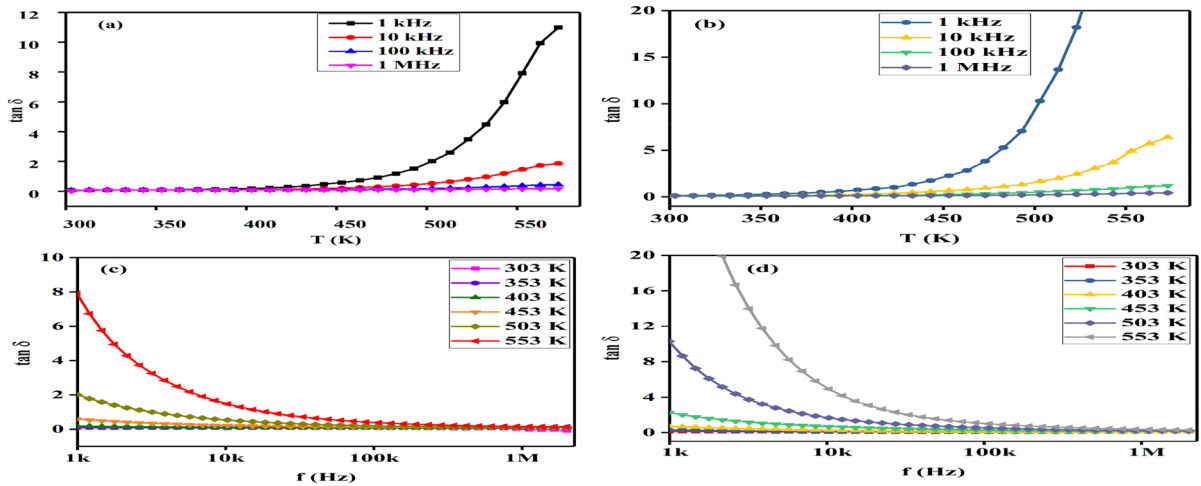 (a)
1 kHz
10 kHz
100 kHz
1 MHz
12
10
8
6
4
2
0
tan δ
300 350 400 450 500 550
T (K)
(b)
1 kHz
10 kHz
100 kHz
1 MHz
20
15
10
5
0
tan δ
300 350 400 450 500 550
T (K)
(c)
303 K
353 K
403 K
453 K
503 K
553 K
10
8
6
4
2
0
tan δ
1k 10k 100k 1M
f (Hz)
(d)
303 K
353 K
403 K
453 K
503 K
553 K
20
16
12
8
4
0
tan δ
1k 10k 100k 1M
f (Hz)